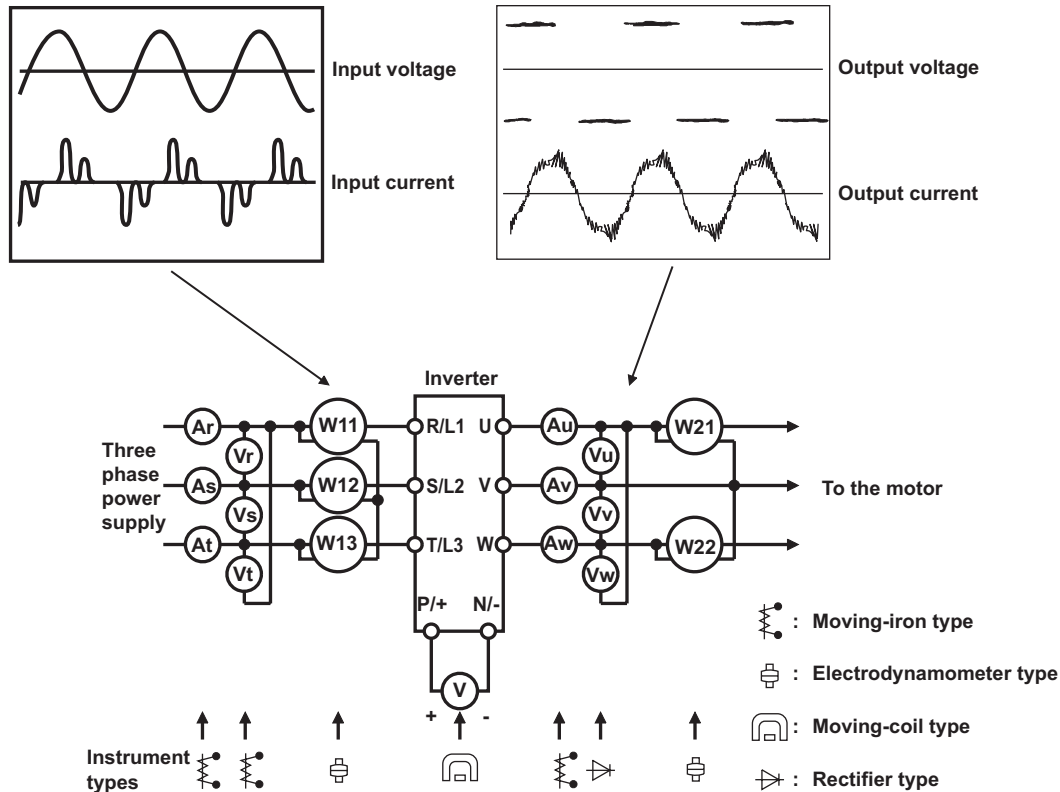 Input voltage
Input current
Output voltage
Output current
Inverter
Three
phase
power
supply
Ar
As
At
Vr
Vs
Vt
W11
W12
W13
R/L1
S/L2
T/L3
U
V
W
P/+
N/-
V
+
-
Au
Av
Aw
Vu
Vv
Vw
W21
W22
To the motor
Instrument
types
: Moving-iron type
: Electrodynamometer type
: Moving-coil type
: Rectifier type